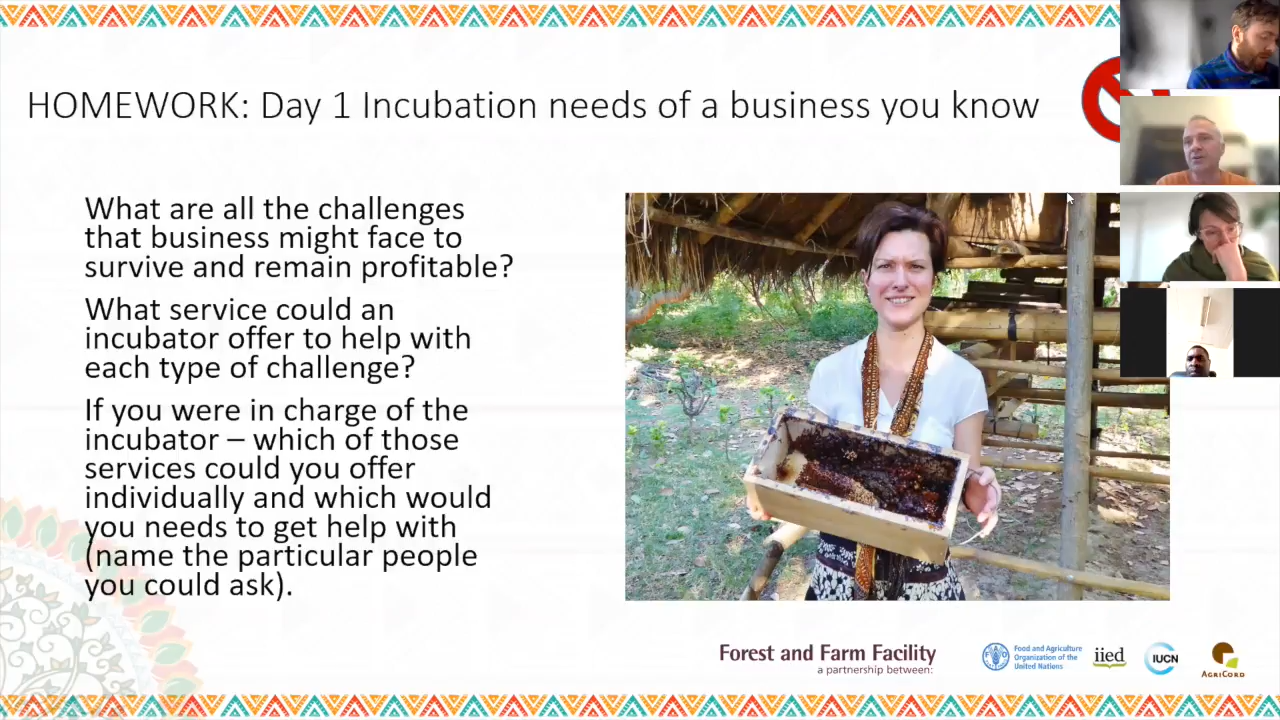 HOMEWORK: Day 1 Incubation needs of a business you know
What are all the challenges
that business might face to
survive and remain profitable?
What service could an
incubator offer to help with
each type of challenge?
If you were in charge of the
incubator – which of those
services could you offer
individually and which would
you needs to get help with
(name the particular people
you could ask).
Forest and Farm Facility
a partnership between:
Food and Agriculture
Organization of the
United Nations
iied
IUCN
AGRICORD